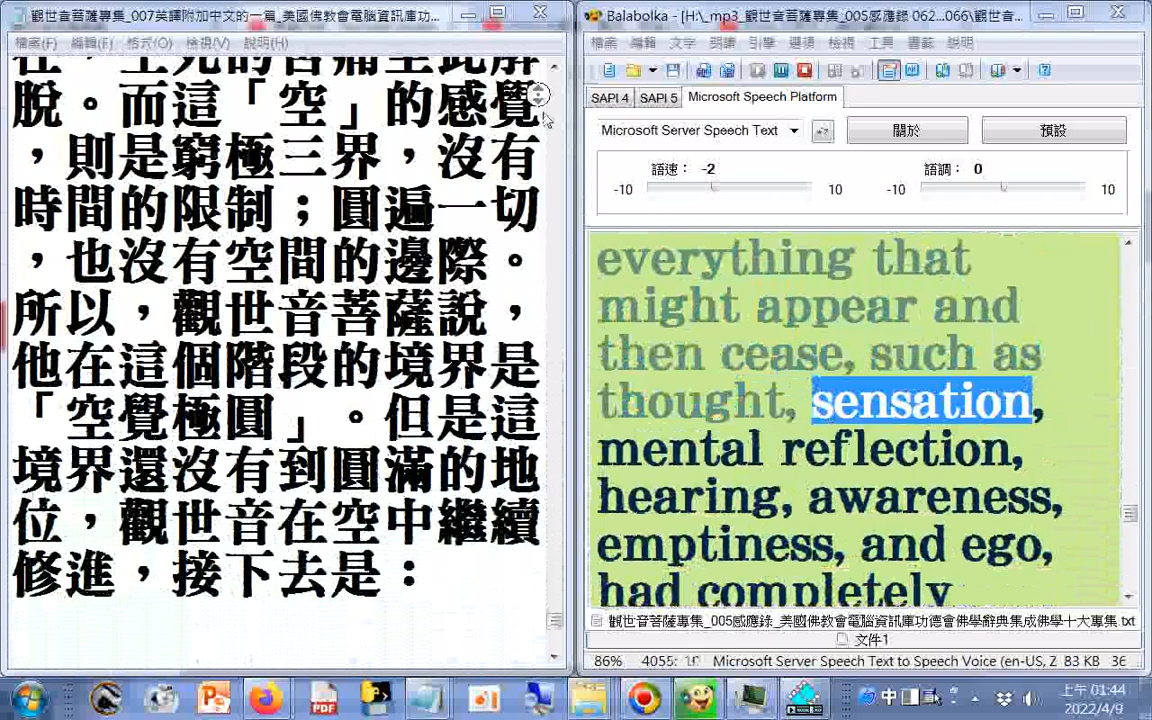 觀世音菩薩專集_007英譯附加中文的一篇_美國佛教會電腦資訊庫功...
檔案(F) 編輯(E) 格式(O) 檢視(V) 說明(H)
脫。而這「空」的感覺
，則是窮極三界，沒有
時間的限制；圓遍一切
，也沒有空間的邊際。
所以，觀世音菩薩說，
他在這個階段的境界是
「空覺極圓」。但是這
境界還沒有到圓滿的地
位，觀世音在空中繼續
修進，接下去是：
Balabolka - [H:\_mp3_觀世音菩薩專集_005感應錄 062...066\觀世音...
檔案 編輯 文字 朗讀 引擎 選項 檢視 工具 書籤 說明
SAPI 4 SAPI 5 Microsoft Speech Platform
Microsoft Server Speech Text
關於
預設
語速： -2
語調： 0
-10 10 -10 10
everything that
might appear and
then cease, such as
thought, sensation,
mental reflection,
hearing, awareness,
emptiness, and ego,
had completely
觀世音菩薩專集_005感應錄_美國佛教會電腦資訊庫功德會佛學辭典集成佛學十大專集 txt
文件1
86% 4055: Microsoft Server Speech Text to Speech Voice (en-US, Z 83 KB 36
中
上午 01:44
2022/4/9